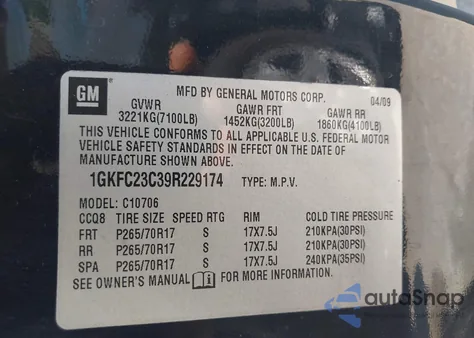 GM
MFD BY GENERAL MOTORS CORP. 04/09
GVWR GAWR FRT GAWR RR
3221KG(7100LB) 1452KG(3200LB) 1860KG(4100LB)
THIS VEHICLE CONFORMS TO ALL APPLICABLE U.S. FEDERAL MOTOR
VEHICLE SAFETY STANDARDS IN EFFECT ON THE DATE OF
MANUFACTURE SHOWN ABOVE.
1GKFC23C39R229174 TYPE: M.P.V.
MODEL: C10706
CCQ8 TIRE SIZE SPEED RTG RIM COLD TIRE PRESSURE
FRT P265/70R17 S 17X7.5J 210KPA(30PSI)
RR P265/70R17 S 17X7.5J 210KPA(30PSI)
SPA P265/70R17 S 17X7.5J 240KPA(35PSI)
SEE OWNER'S MANUAL FOR MORE INFORMATION.
autoSnap